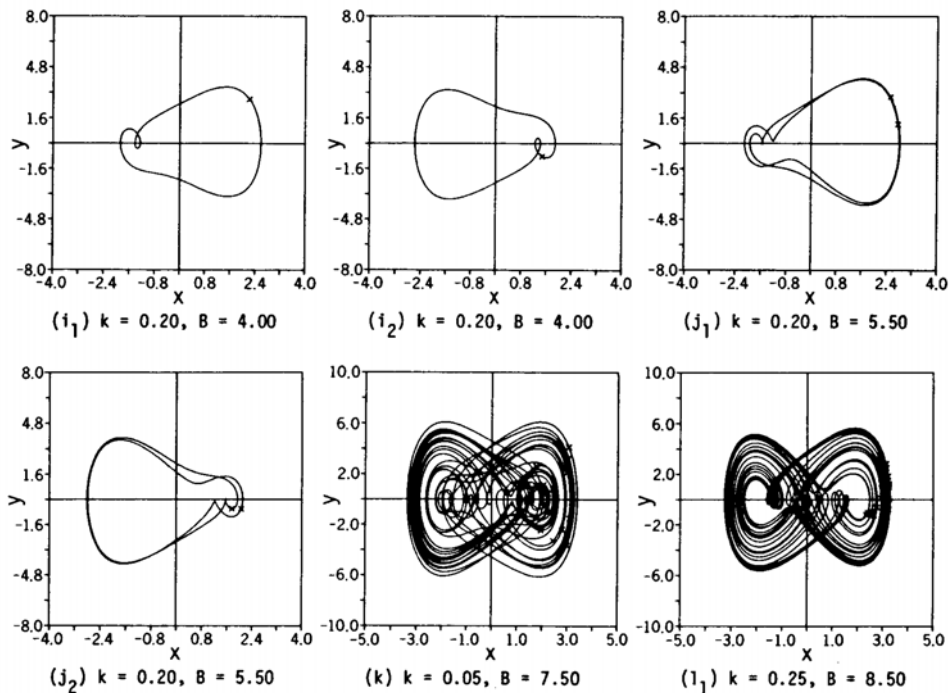 8.0
4.8
1.6
y
-1.6
-4.8
-8.0
-4.0 -2.4 -0.8 0.8 2.4 4.0
x
(i₁) k = 0.20, B = 4.00
8.0
4.8
1.6
y
-1.6
-4.8
-8.0
-4.0 -2.4 -0.8 0.8 2.4 4.0
x
(i₂) k = 0.20, B = 4.00
8.0
4.8
1.6
y
-1.6
-4.8
-8.0
-4.0 -2.4 -0.8 0.8 2.4 4.0
x
(j₁) k = 0.20, B = 5.50
8.0
4.8
1.6
y
-1.6
-4.8
-8.0
-4.0 -2.4 -0.8 0.8 2.4 4.0
x
(j₂) k = 0.20, B = 5.50
10.0
6.0
2.0
y
-2.0
-6.0
-10.0
-5.0 -3.0 -1.0 1.0 3.0 5.0
x
(k) k = 0.05, B = 7.50
10.0
6.0
2.0
y
-2.0
-6.0
-10.0
-5.0 -3.0 -1.0 1.0 3.0 5.0
x
(l₁) k = 0.25, B = 8.50